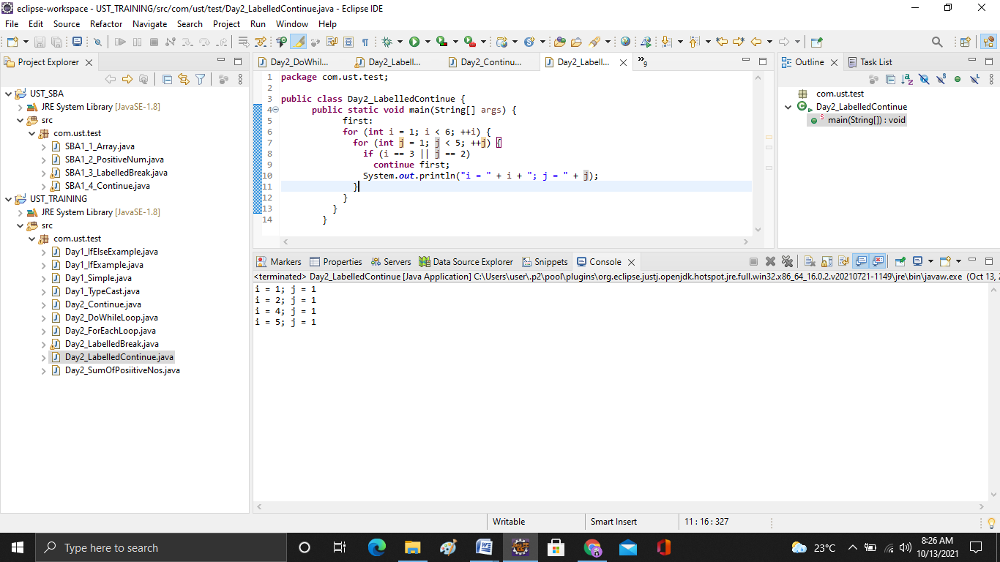 eclipse-workspace - UST_TRAINING/src/com/ust/test/Day2_LabelledContinue.java - Eclipse IDE
File Edit Source Refactor Navigate Search Project Run Window Help
Project Explorer
UST_SBA
JRE System Library [JavaSE-1.8]
src
com.ust.test
SBA1_1_Array.java
SBA1_2_PositiveNum.java
SBA1_3_LabelledBreak.java
SBA1_4_Continue.java
UST_TRAINING
JRE System Library [JavaSE-1.8]
src
com.ust.test
Day1_IfElseExample.java
Day1_IfExample.java
Day1_Simple.java
Day1_TypeCast.java
Day2_Continue.java
Day2_DoWhileLoop.java
Day2_ForEachLoop.java
Day2_LabelledBreak.java
Day2_LabelledContinue.java
Day2_SumOfPosiitiveNos.java
Day2_DoWhil... Day2_Labell... Day2_Continu... Day2_Labell... »9
1 package com.ust.test;
2
3 public class Day2_LabelledContinue {
4 public static void main(String[] args) {
5 first:
6 for (int i = 1; i < 6; ++i) {
7 for (int j = 1; j < 5; ++j) {
8 if (i == 3 || j == 2)
9 continue first;
10 System.out.println("i = " + i + "; j = " + j);
11 }
12 }
13 }
14 }
Outline Task List
com.ust.test
Day2_LabelledContinue
main(String[]) : void
Markers Properties Servers Data Source Explorer Snippets Console
<terminated> Day2_LabelledContinue [Java Application] C:\Users\user\.p2\pool\plugins\org.eclipse.justj.openjdk.hotspot.jre.full.win32.x86_64_16.0.2.v20210721-1149\jre\bin\javaw.exe (Oct 13, 2
i = 1; j = 1
i = 2; j = 1
i = 4; j = 1
i = 5; j = 1
Writable Smart Insert 11 : 16 : 327
Type here to search
23°C
8:26 AM
10/13/2021